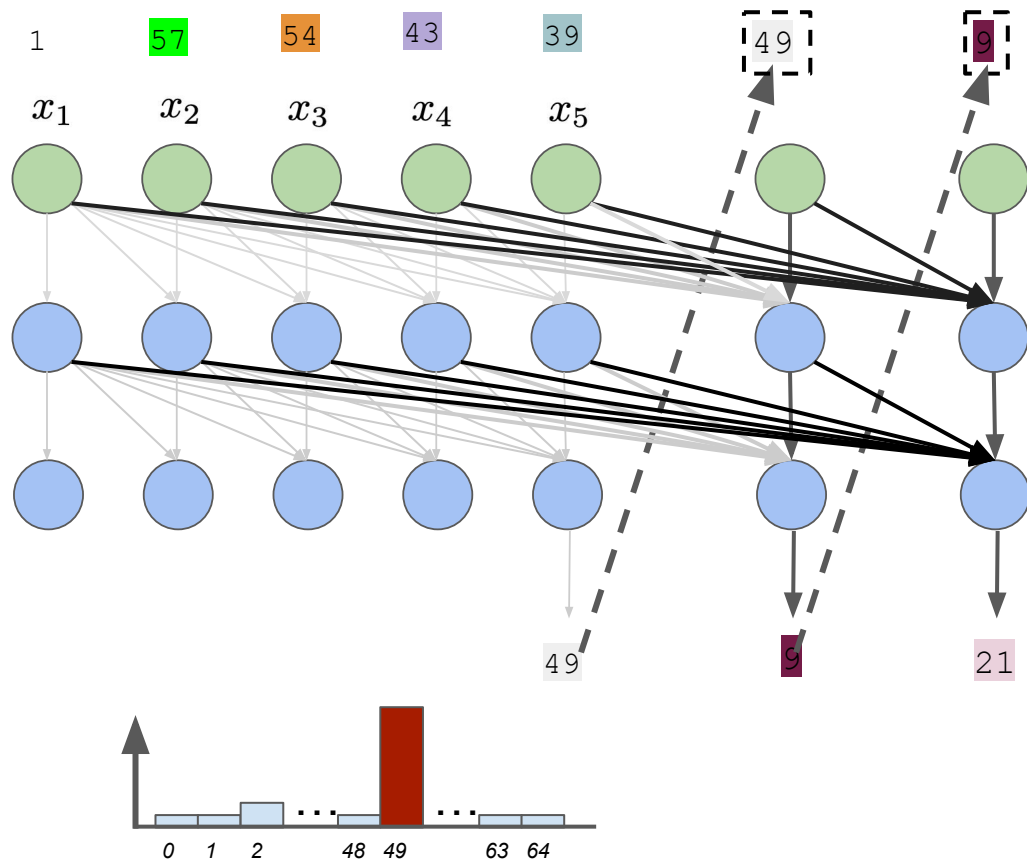 1 57 54 43 39 49 9
x₁ x₂ x₃ x₄ x₅
49 9 21
... ...
0 1 2 48 49 63 64